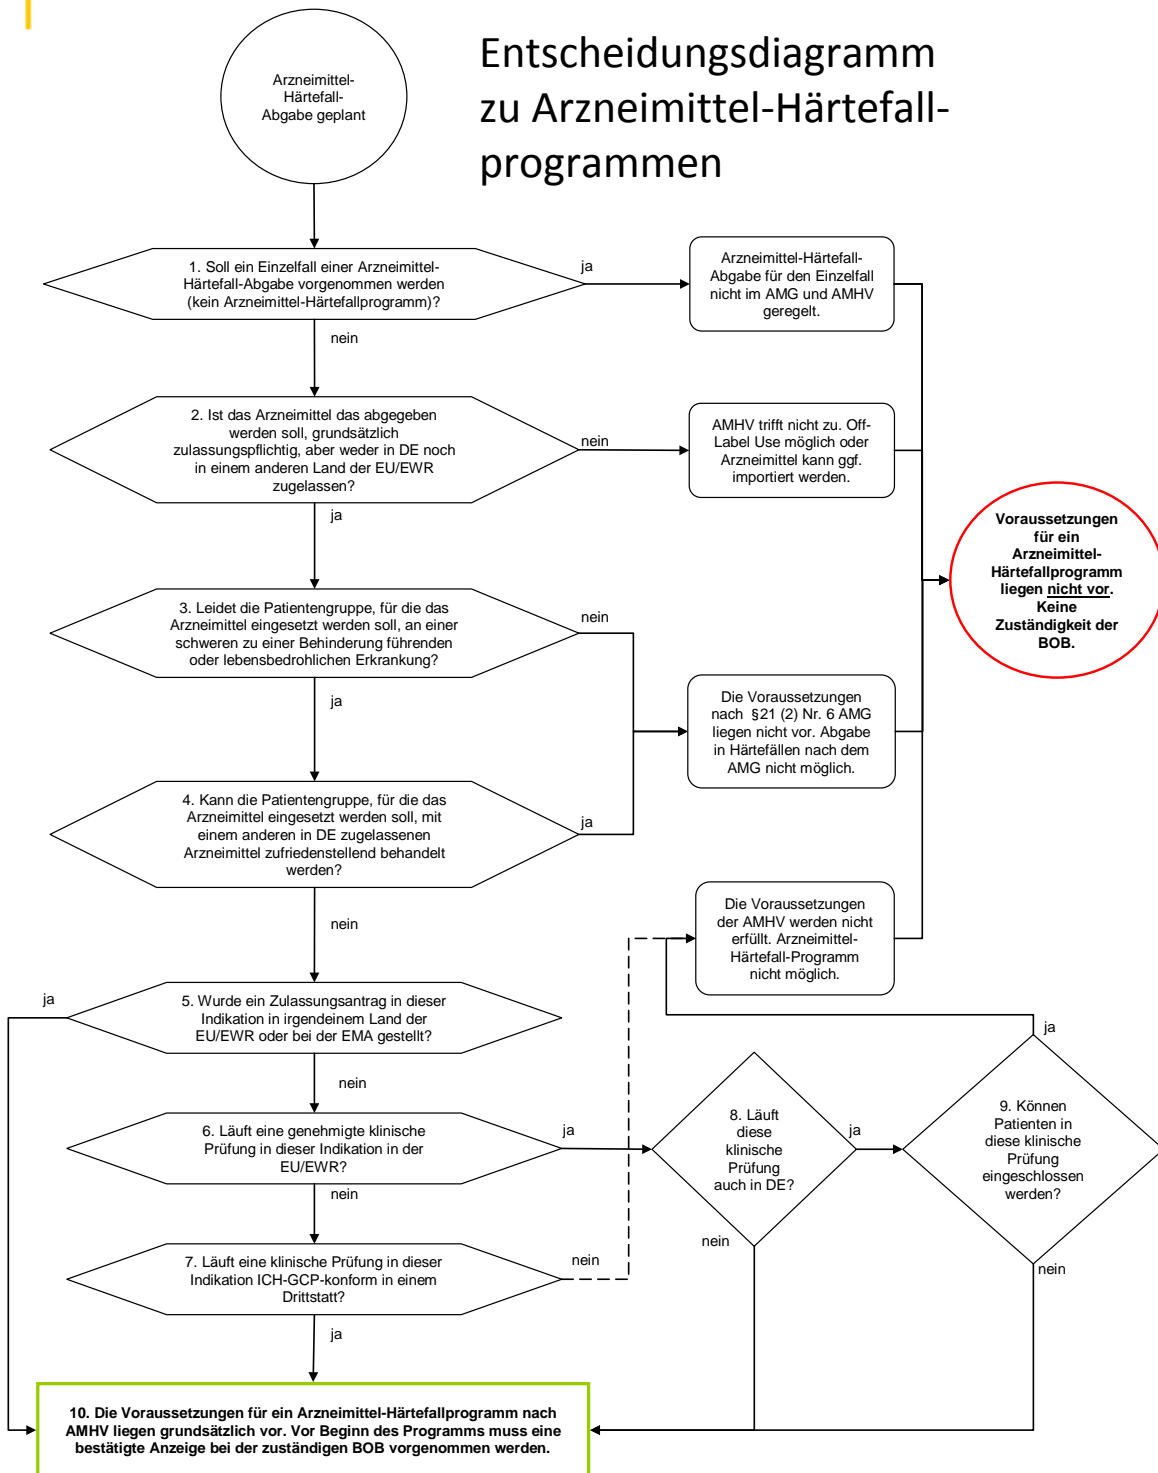 Entscheidungsdiagramm
zu Arzneimittel-Härtefall-
programmen
Arzneimittel-
Härtefall-
Abgabe geplant
1. Soll ein Einzelfall einer Arzneimittel-
Härtefall-Abgabe vorgenommen werden
(kein Arzneimittel-Härtefallprogramm)?
ja
Arzneimittel-Härtefall-
Abgabe für den Einzelfall
nicht im AMG und AMHV
geregelt.
nein
2. Ist das Arzneimittel das abgegeben
werden soll, grundsätzlich
zulassungspflichtig, aber weder in DE noch
in einem anderen Land der EU/EWR
zugelassen?
nein
AMHV trifft nicht zu. Off-
Label Use möglich oder
Arzneimittel kann ggf.
importiert werden.
ja
Voraussetzungen
für ein
Arzneimittel-
Härtefallprogramm
liegen nicht vor.
Keine
Zuständigkeit der
BOB.
3. Leidet die Patientengruppe, für die das
Arzneimittel eingesetzt werden soll, an einer
schweren zu einer Behinderung führenden
oder lebensbedrohlichen Erkrankung?
nein
ja
Die Voraussetzungen
nach §21 (2) Nr. 6 AMG
liegen nicht vor. Abgabe
in Härtefällen nach dem
AMG nicht möglich.
4. Kann die Patientengruppe, für die das
Arzneimittel eingesetzt werden soll, mit
einem anderen in DE zugelassenen
Arzneimittel zufriedenstellend behandelt
werden?
ja
nein
Die Voraussetzungen
der AMHV werden nicht
erfüllt. Arzneimittel-
Härtefall-Programm
nicht möglich.
5. Wurde ein Zulassungsantrag in dieser
Indikation in irgendeinem Land der
EU/EWR oder bei der EMA gestellt?
ja
nein
6. Läuft eine genehmigte klinische
Prüfung in dieser Indikation in der
EU/EWR?
ja
nein
8. Läuft
diese
klinische
Prüfung
auch in DE?
ja
nein
9. Können
Patienten in
diese klinische
Prüfung
eingeschlossen
werden?
ja
nein
7. Läuft eine klinische Prüfung in dieser
Indikation ICH-GCP-konform in einem
Drittstatt?
nein
ja
10. Die Voraussetzungen für ein Arzneimittel-Härtefallprogramm nach
AMHV liegen grundsätzlich vor. Vor Beginn des Programms muss eine
bestätigte Anzeige bei der zuständigen BOB vorgenommen werden.